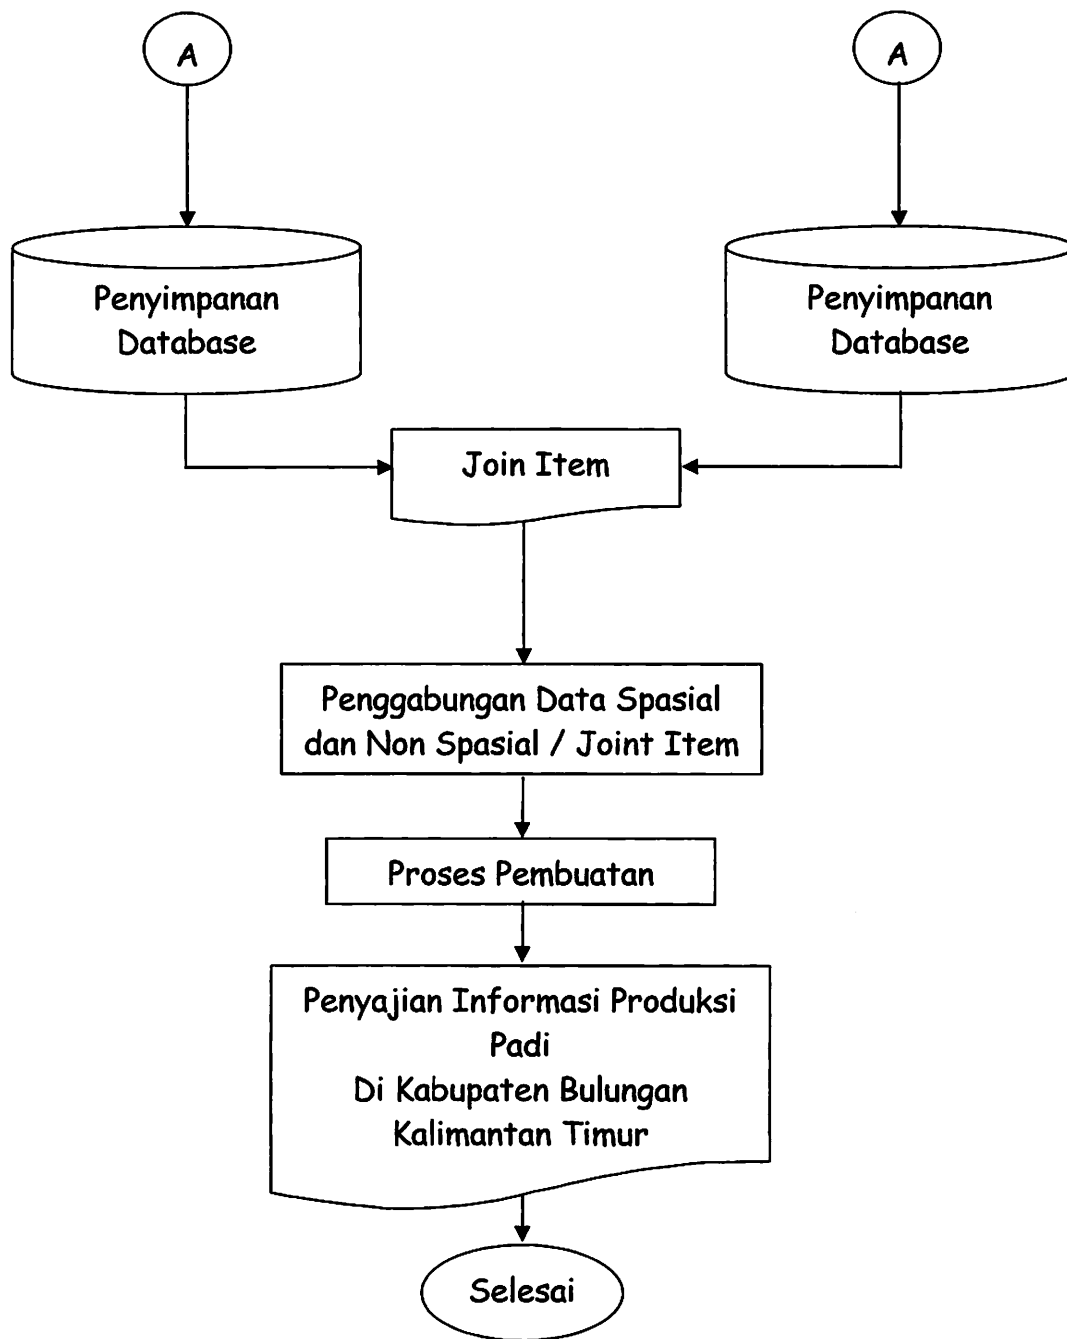 A
A
Penyimpanan
Database
Penyimpanan
Database
Join Item
Penggabungan Data Spasial
dan Non Spasial / Joint Item
Proses Pembuatan
Penyajian Informasi Produksi
Padi
Di Kabupaten Bulungan
Kalimantan Timur
Selesai